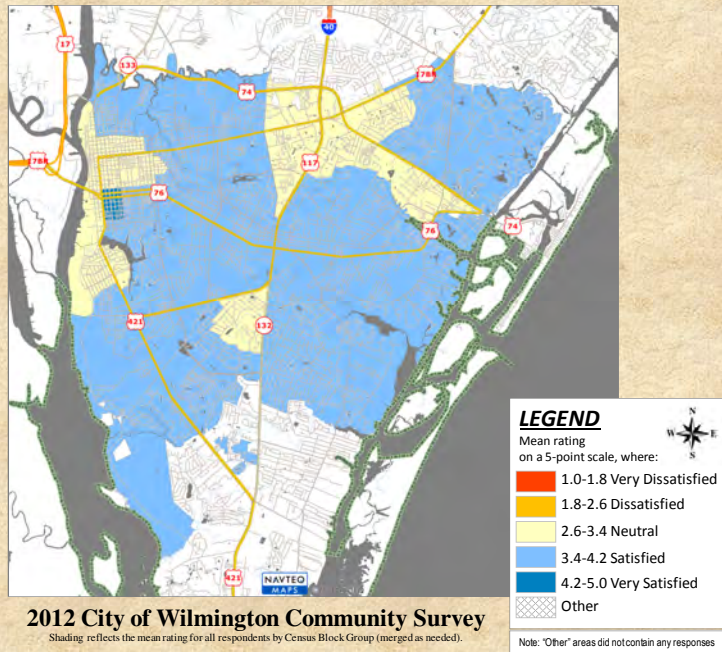 17
40
133
74
178R
117
178R
76
76
74
421
132
421
NAVTEQ
MAPS
LEGEND
N
W E
S
Mean rating
on a 5-point scale, where:
1.0-1.8 Very Dissatisfied
1.8-2.6 Dissatisfied
2.6-3.4 Neutral
3.4-4.2 Satisfied
4.2-5.0 Very Satisfied
Other
2012 City of Wilmington Community Survey
Shading reflects the mean rating for all respondents by Census Block Group (merged as needed).
Note: "Other" areas did not contain any responses